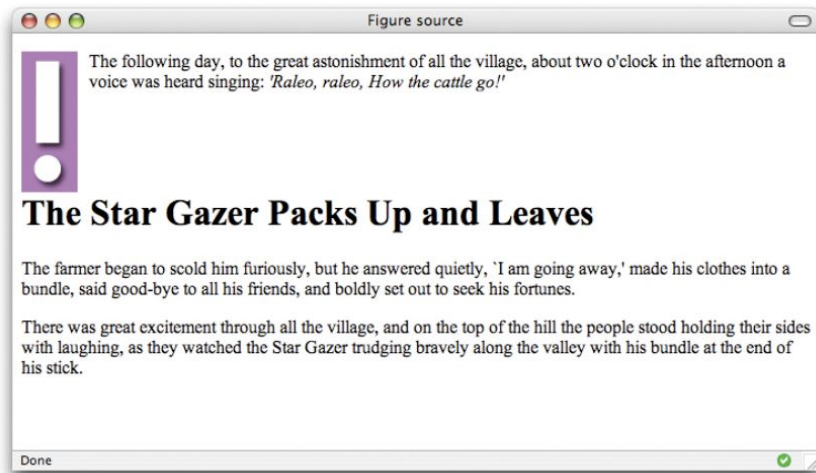 Figure source
The following day, to the great astonishment of all the village, about two o'clock in the afternoon a
voice was heard singing: 'Raleo, raleo, How the cattle go!'
!
The Star Gazer Packs Up and Leaves
The farmer began to scold him furiously, but he answered quietly, `I am going away,' made his clothes into a
bundle, said good-bye to all his friends, and boldly set out to seek his fortunes.
There was great excitement through all the village, and on the top of the hill the people stood holding their sides
with laughing, as they watched the Star Gazer trudging bravely along the valley with his bundle at the end of
his stick.
Done